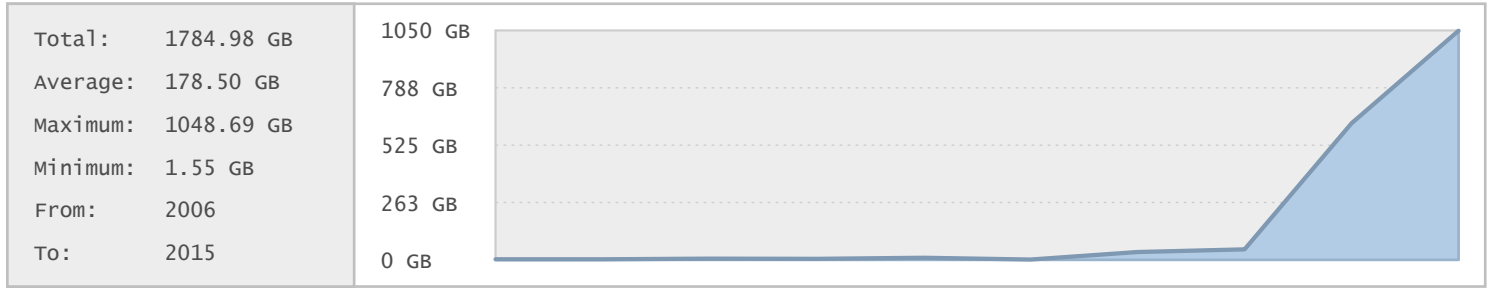 Total: 1784.98 GB
Average: 178.50 GB
Maximum: 1048.69 GB
Minimum: 1.55 GB
From: 2006
To: 2015
1050 GB
788 GB
525 GB
263 GB
0 GB